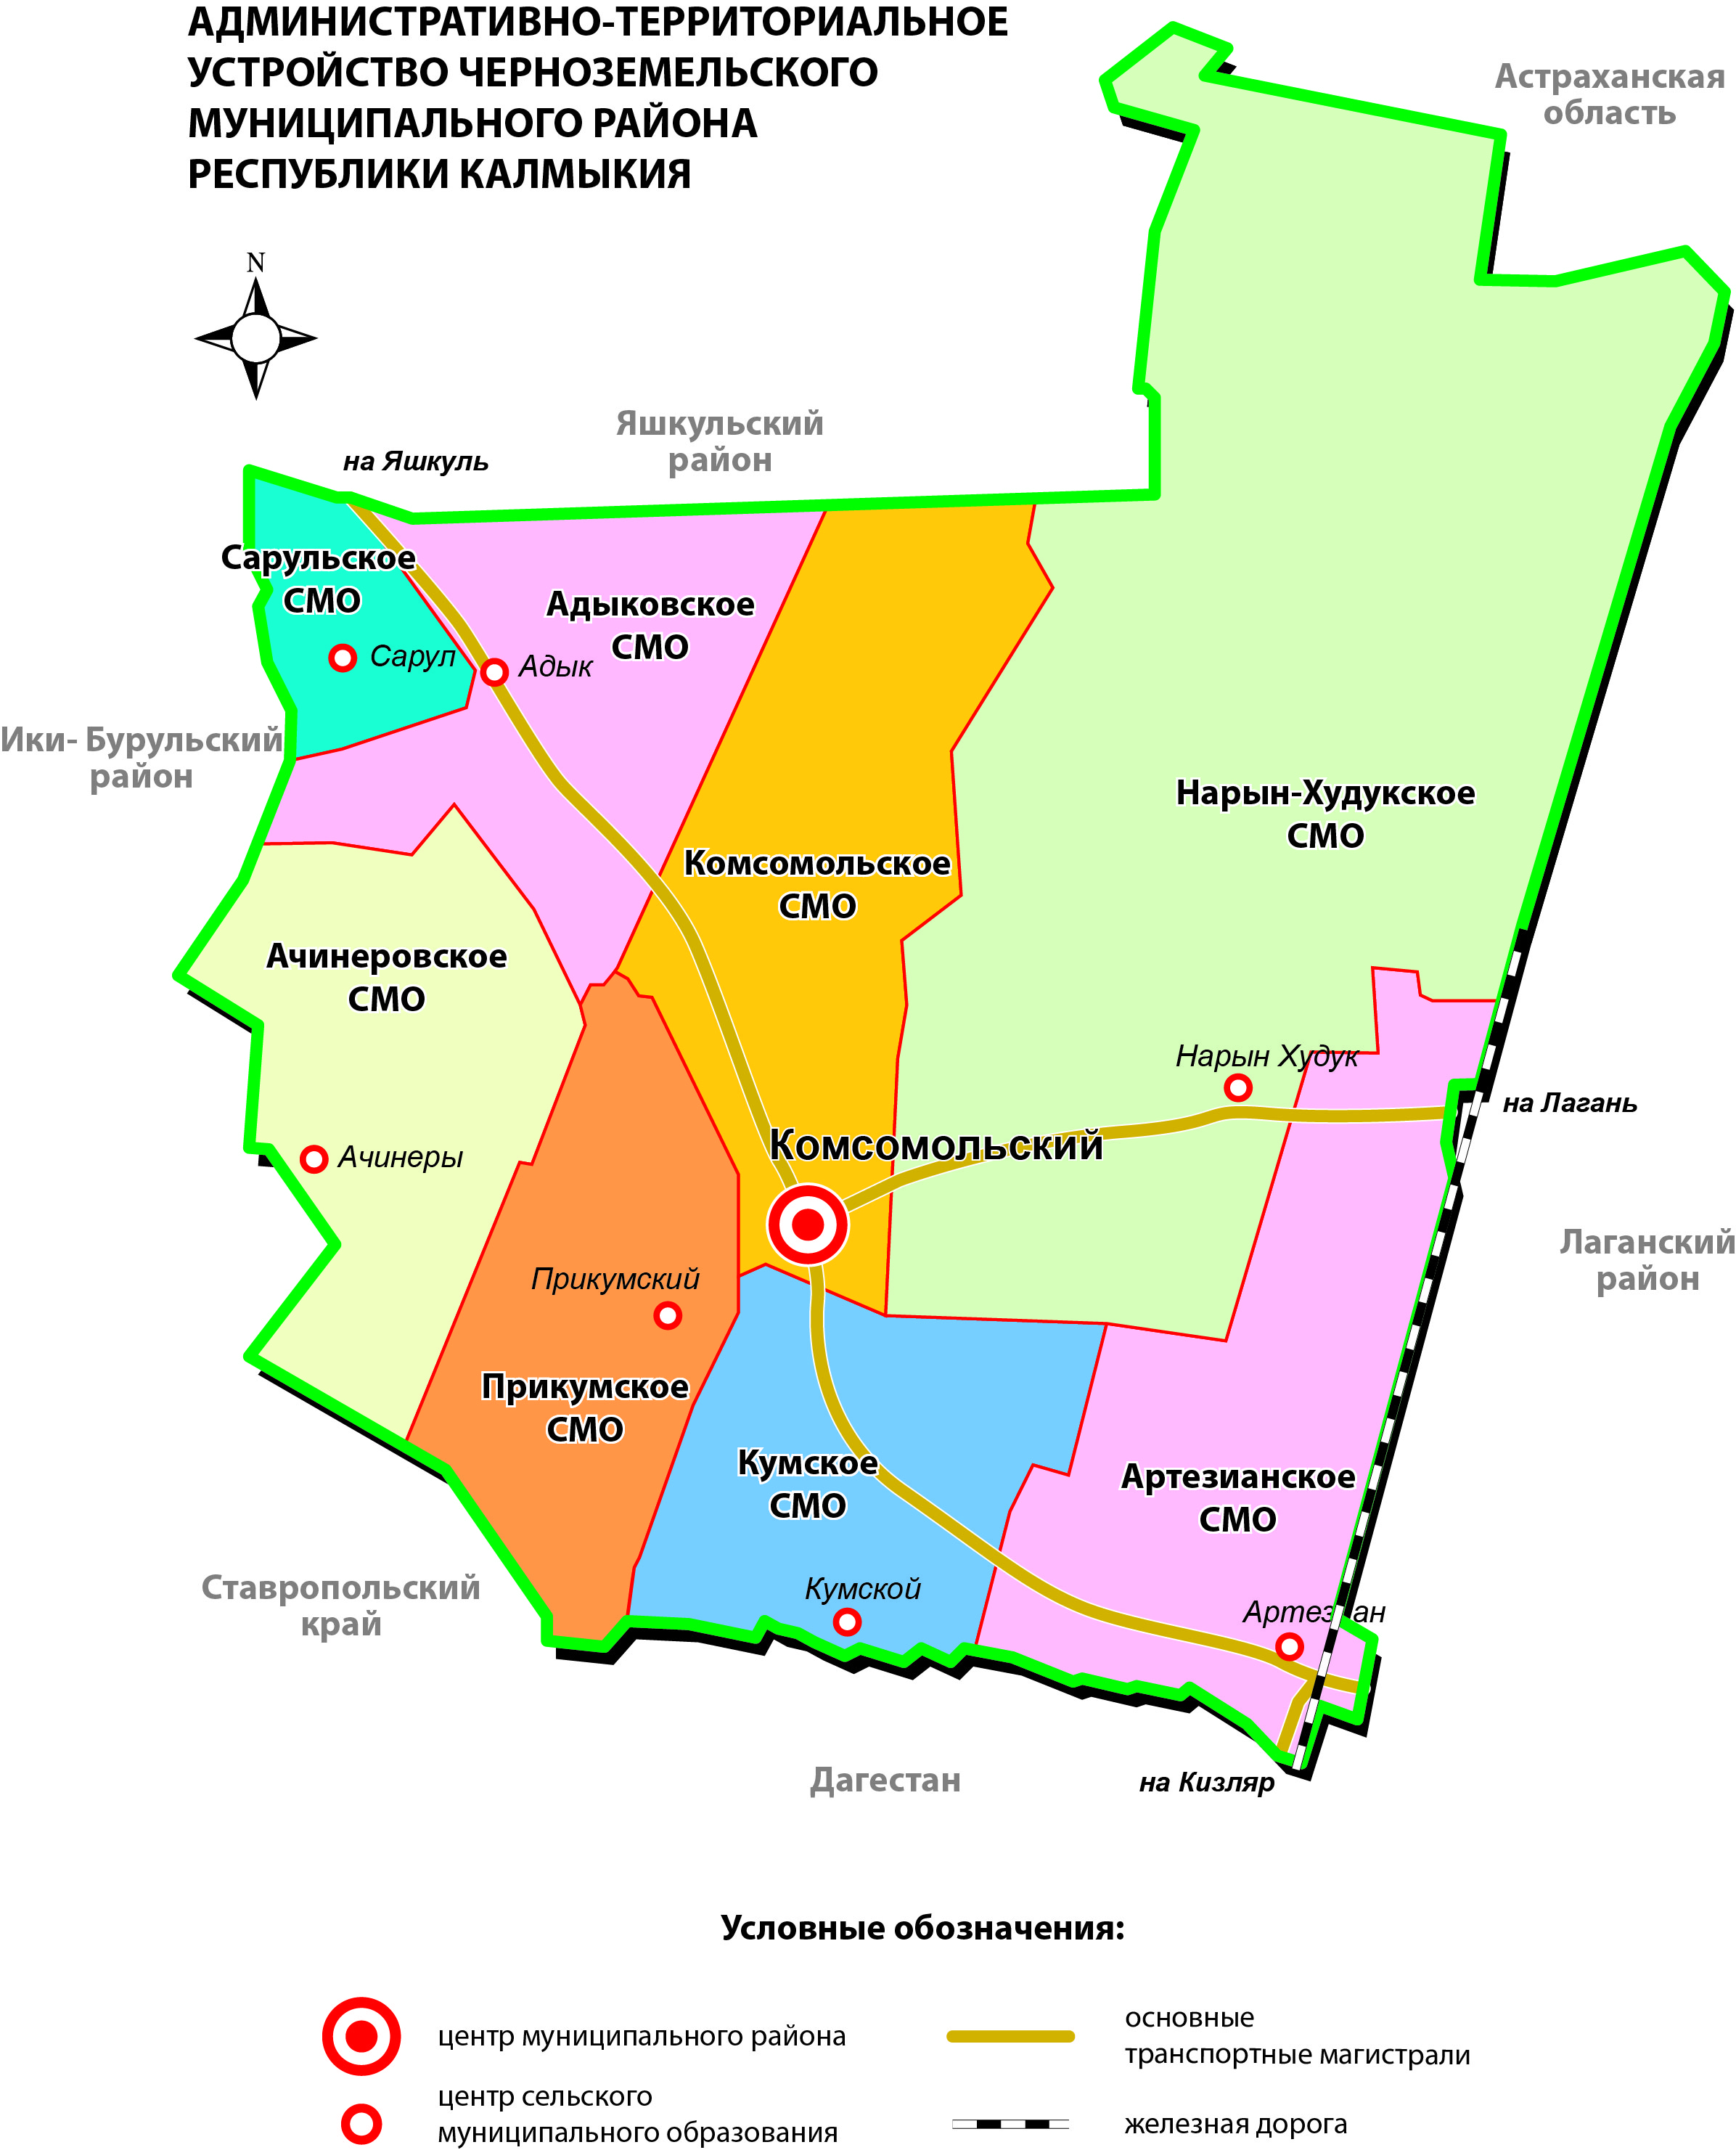 АДМИНИСТРАТИВНО-ТЕРРИТОРИАЛЬНОЕ
УСТРОЙСТВО ЧЕРНОЗЕМЕЛЬСКОГО
МУНИЦИПАЛЬНОГО РАЙОНА
РЕСПУБЛИКИ КАЛМЫКИЯ
Астраханская
область
N
Яшкульский
район
на Яшкуль
Сарульское
СМО
Адыковское
СМО
Сарул
Адык
Ики- Бурульский
район
Нарын-Худукское
СМО
Комсомольское
СМО
Ачинеровское
СМО
Нарын Худук
на Лагань
Комсомольский
Ачинеры
Лаганский
район
Прикумский
Прикумское
СМО
Кумское
СМО
Артезианское
СМО
Ставропольский
край
Кумской
Артезиан
Дагестан
на Кизляр
Условные обозначения:
центр муниципального района
основные
транспортные магистрали
центр сельского
муниципального образования
железная дорога